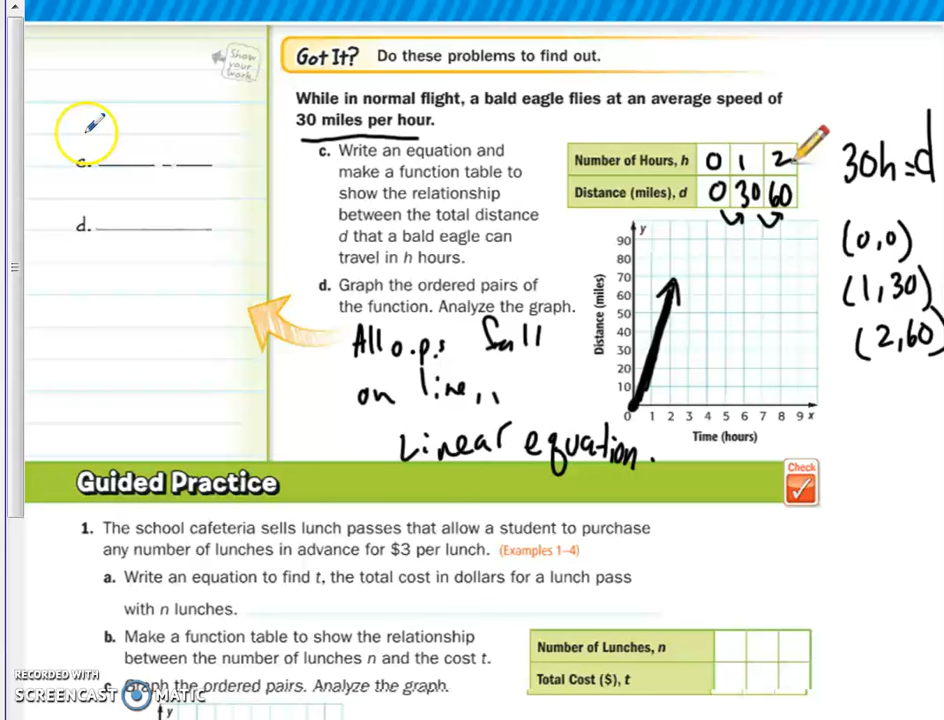 Show
your
work.
Got It? Do these problems to find out.
While in normal flight, a bald eagle flies at an average speed of
30 miles per hour.
c. Write an equation and
make a function table to
show the relationship
between the total distance
d that a bald eagle can
travel in h hours.
d. Graph the ordered pairs of
the function. Analyze the graph.
c.
d.
Number of Hours, h 0 1 2
Distance (miles), d 0 30 60
30h=d
(0,0)
(1,30)
(2,60)
y
90
80
70
60
50
40
30
20
10
0 1 2 3 4 5 6 7 8 9 x
Distance (miles)
Time (hours)
All o.p.s fall
on line,,
Linear equation.
Guided Practice
Check
1. The school cafeteria sells lunch passes that allow a student to purchase
any number of lunches in advance for $3 per lunch. (Examples 1–4)
a. Write an equation to find t, the total cost in dollars for a lunch pass
with n lunches.
b. Make a function table to show the relationship
between the number of lunches n and the cost t.
Number of Lunches, n
Total Cost ($), t
c. Graph the ordered pairs. Analyze the graph.
y
RECORDED WITH
SCREENCAST MATIC